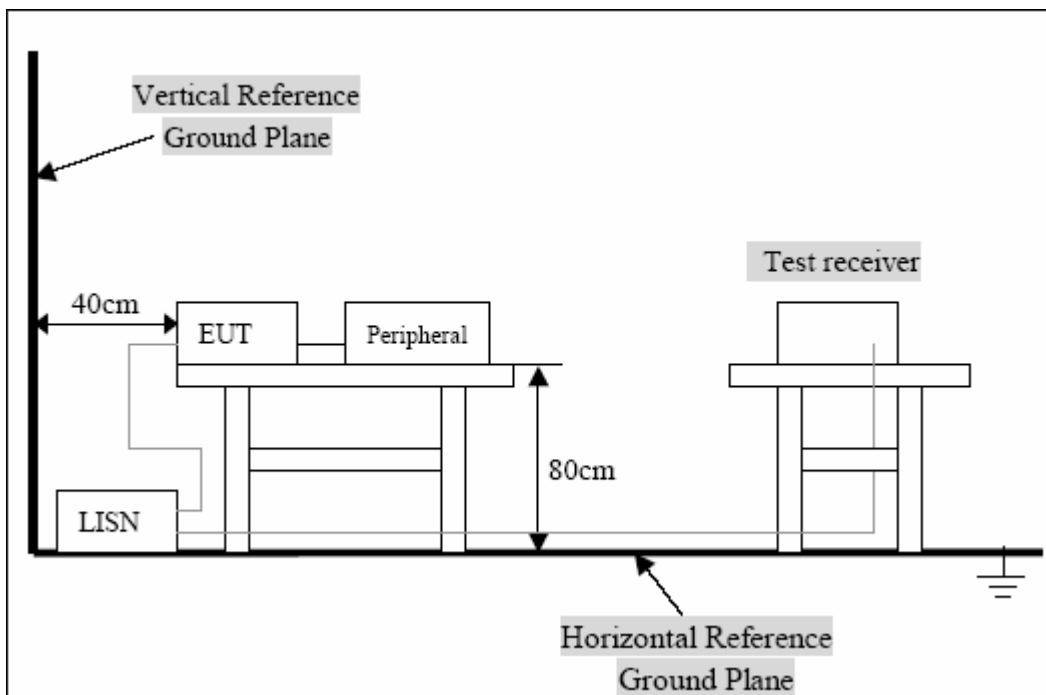 Vertical Reference
Ground Plane
Test receiver
40cm
EUT
Peripheral
80cm
LISN
Horizontal Reference
Ground Plane